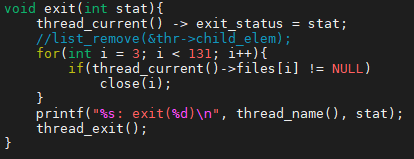 void exit(int stat){
    thread_current() -> exit_status = stat;
    //list_remove(&thr->child_elem);
    for(int i = 3; i < 131; i++){
        if(thread_current()->files[i] != NULL)
            close(i);
    }
    printf("%s: exit(%d)\n", thread_name(), stat);
    thread_exit();
}